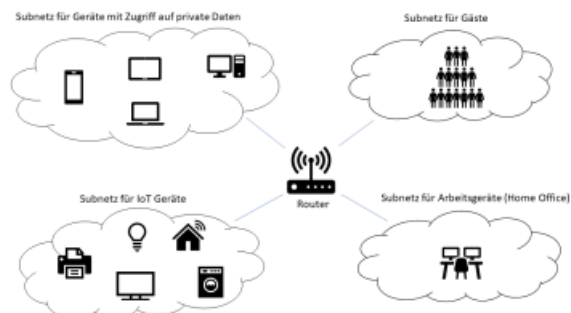 Subnetz für Geräte mit Zugriff auf private Daten
Subnetz für Gäste
Router
Subnetz für IoT Geräte
Subnetz für Arbeitsgeräte (Home Office)